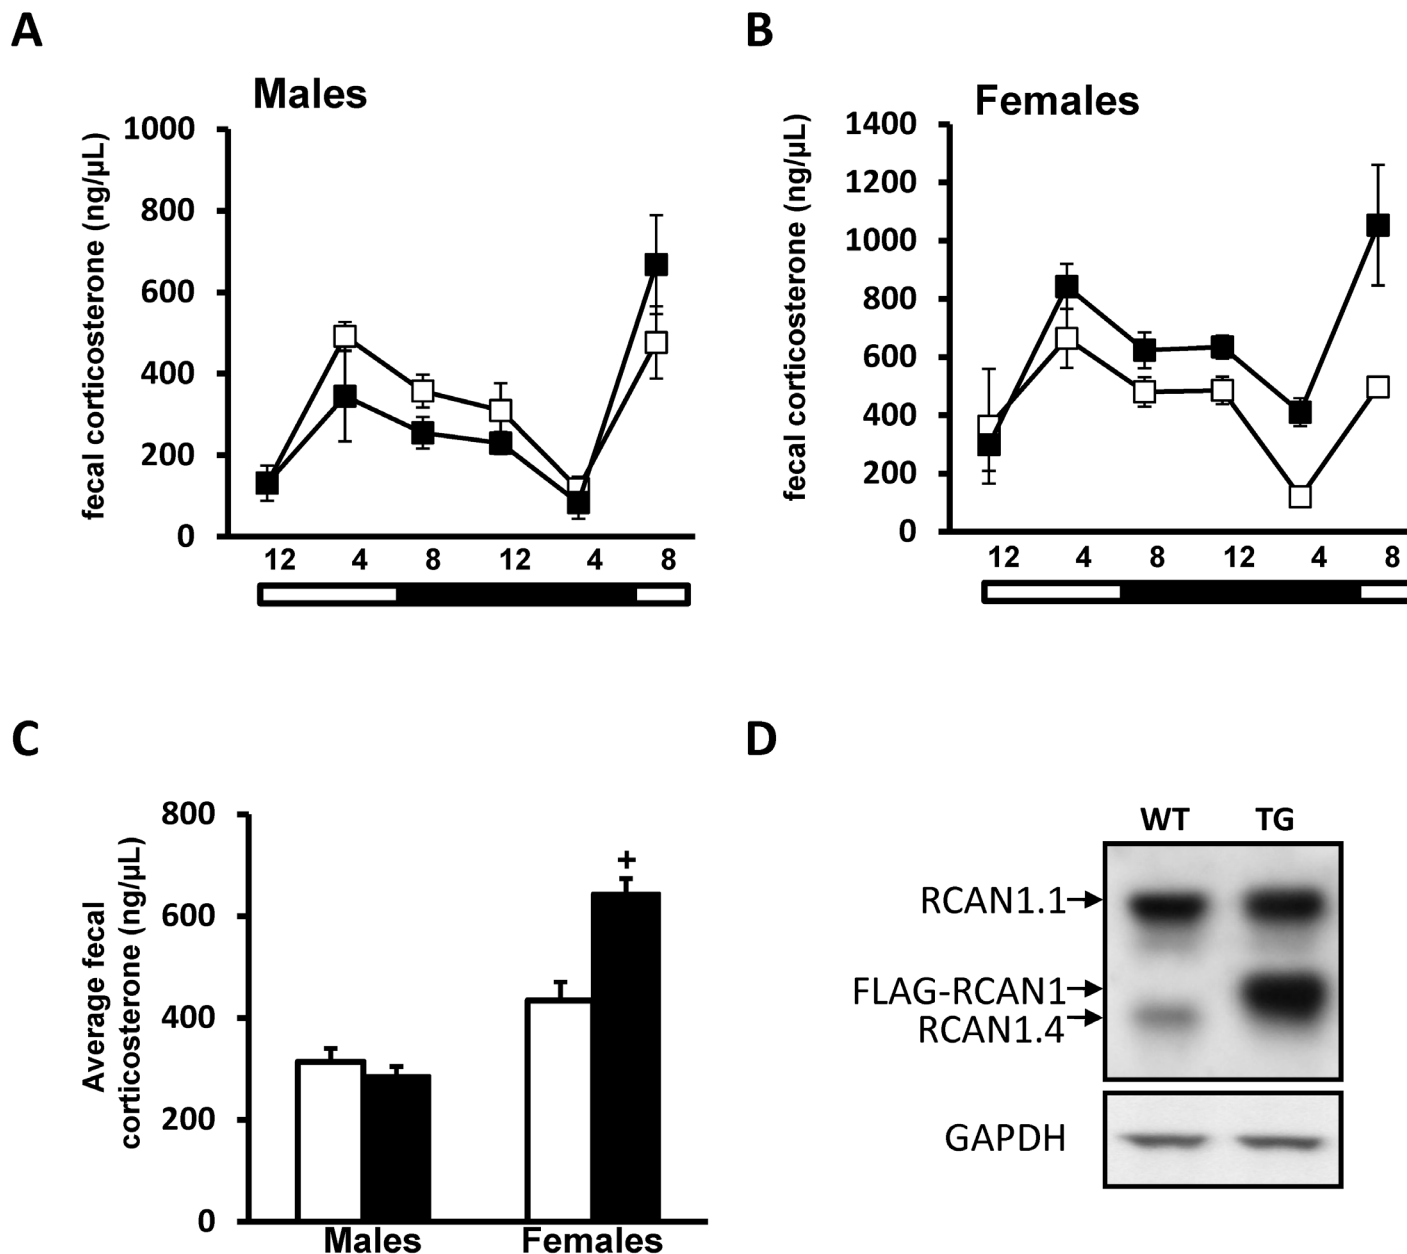 A
Males
fecal corticosterone (ng/µL)
1000
800
600
400
200
0
12 4 8 12 4 8
B
Females
fecal corticosterone (ng/µL)
1400
1200
1000
800
600
400
200
0
12 4 8 12 4 8
C
Average fecal
corticosterone (ng/µL)
800
600
400
200
0
+
Males Females
D
WT TG
RCAN1.1
FLAG-RCAN1
RCAN1.4
GAPDH